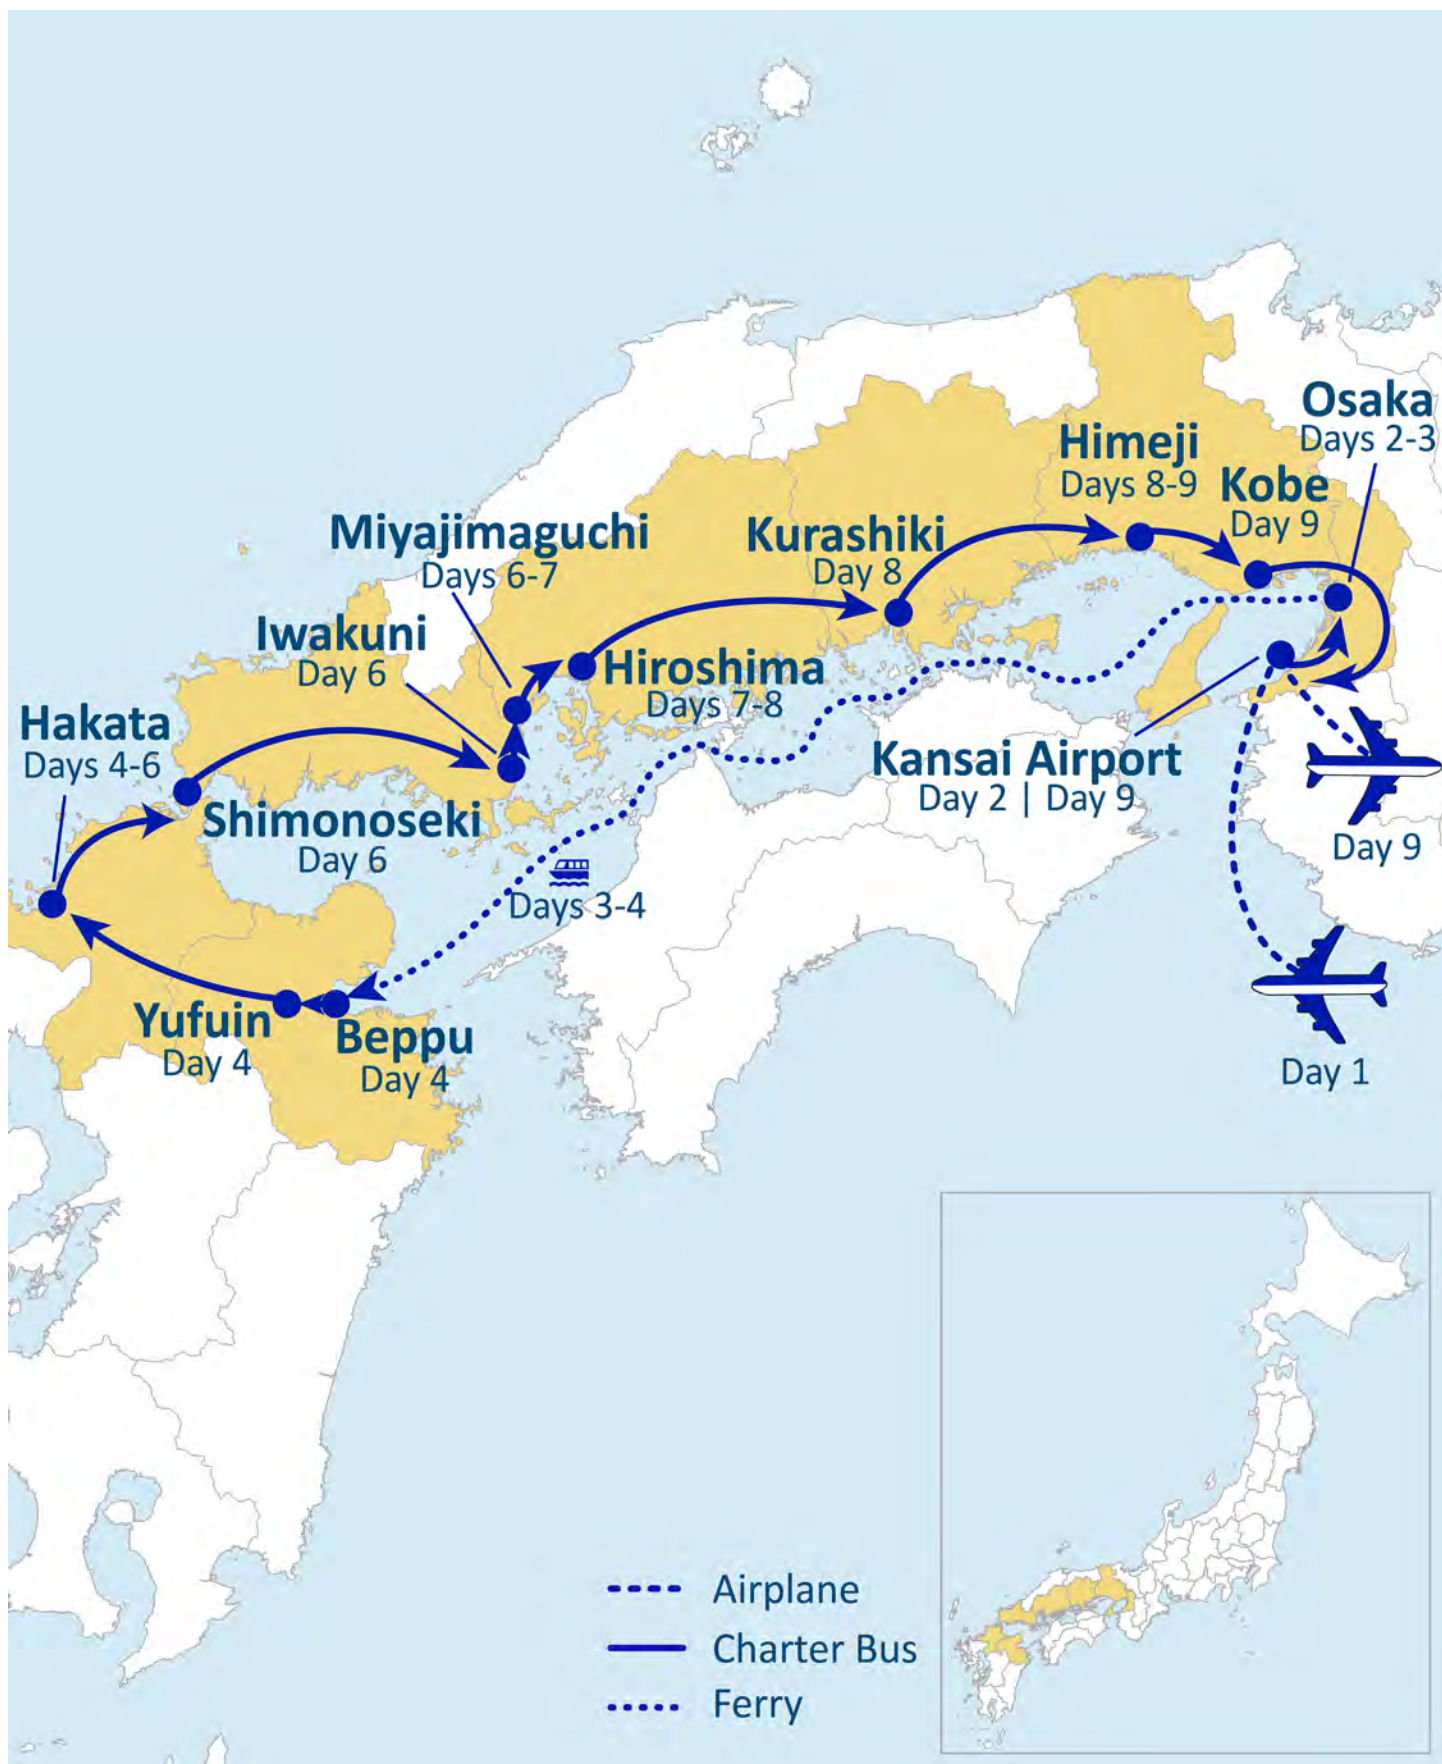 Osaka
Days 2-3
Himeji
Days 8-9
Kobe
Day 9
Miyajimaguchi
Days 6-7
Kurashiki
Day 8
Iwakuni
Day 6
Hiroshima
Days 7-8
Hakata
Days 4-6
Kansai Airport
Day 2 | Day 9
Shimonoseki
Day 6
Day 9
Days 3-4
Yufuin
Day 4
Beppu
Day 4
Day 1
Airplane
Charter Bus
Ferry